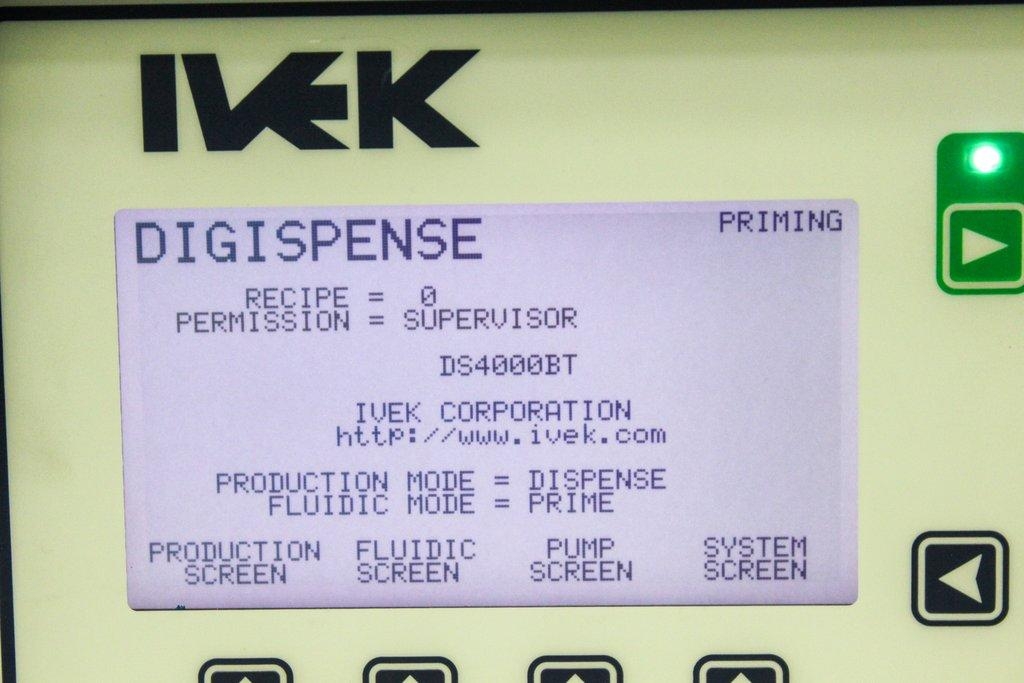 IVEK
DIGISPENSE
PRIMING
RECIPE = 0
PERMISSION = SUPERVISOR
DS4000BT
IVEK CORPORATION
http://www.ivek.com
PRODUCTION MODE = DISPENSE
FLUIDIC MODE = PRIME
PRODUCTION SCREEN
FLUIDIC SCREEN
PUMP SCREEN
SYSTEM SCREEN